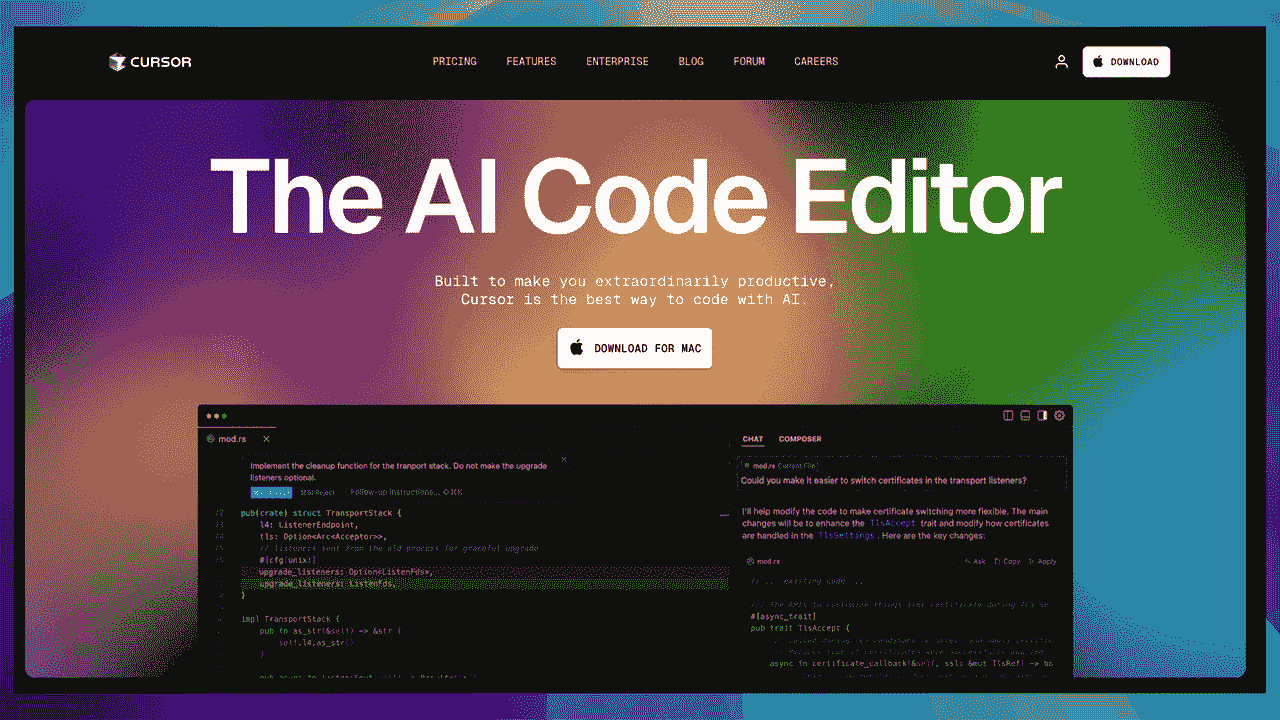 CURSOR
PRICING
FEATURES
ENTERPRISE
BLOG
FORUM
CAREERS
DOWNLOAD
The AI Code Editor
Built to make you extraordinarily productive,
Cursor is the best way to code with AI.
DOWNLOAD FOR MAC
mod.rs
Implement the cleanup function for the tranport stack. Do not make the upgrade
listeners optional.
Reject
Follow-up instructions...
pub(crate) struct TransportStack {
l4: ListenerEndpoint,
tls: Option<Arc<Acceptor>>,
// listeners sent from the old process for graceful upgrade
#[cfg(unix)]
upgrade_listeners: Option<ListenFds>,
upgrade_listeners: ListenFds,
}
impl TransportStack {
pub fn as_str(&self) -> &str {
self.l4.as_str()
}
CHAT
COMPOSER
mod.rs Current File
Could you make it easier to switch certificates in the transport listeners?
I'll help modify the code to make certificate switching more flexible. The main
changes will be to enhance the TlsAccept trait and modify how certificates
are handled in the TlsSettings. Here are the key changes:
mod.rs
Ask
Copy
Apply
// ... existing code ...
#[async_trait]
pub trait TlsAccept {
async fn certificate_callback(&self, ssl: &mut TlsRef) ->